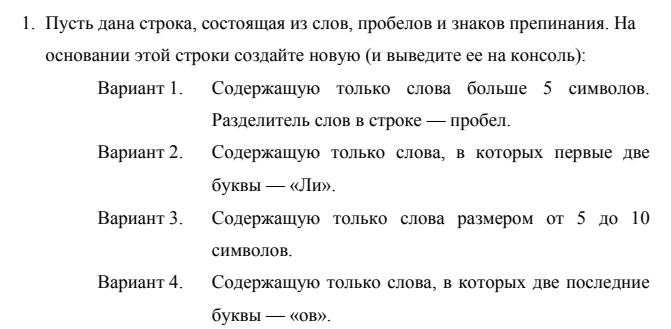 1. Пусть дана строка, состоящая из слов, пробелов и знаков препинания. На
основании этой строки создайте новую (и выведите ее на консоль):
Вариант 1. Содержащую только слова больше 5 символов.
Разделитель слов в строке — пробел.
Вариант 2. Содержащую только слова, в которых первые две
буквы — «Ли».
Вариант 3. Содержащую только слова размером от 5 до 10
символов.
Вариант 4. Содержащую только слова, в которых две последние
буквы — «ов».